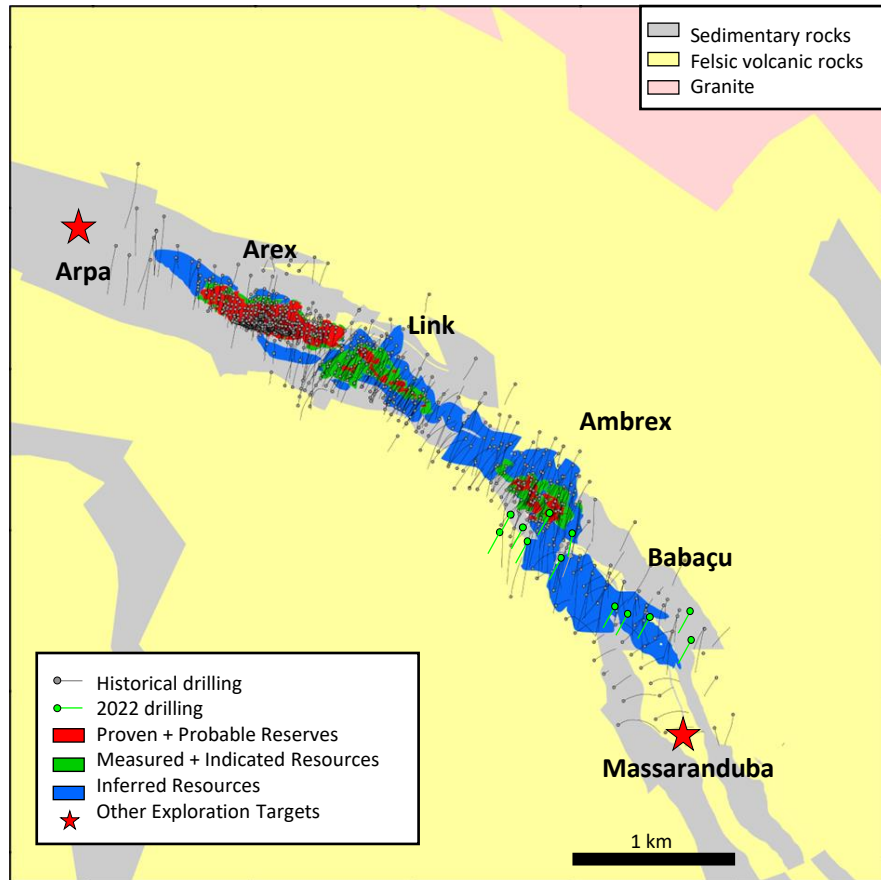 Sedimentary rocks
Felsic volcanic rocks
Granite
Arex
Arpa
Link
Ambrex
Babaçu
Massaranduba
Historical drilling
2022 drilling
Proven + Probable Reserves
Measured + Indicated Resources
Inferred Resources
Other Exploration Targets
1 km